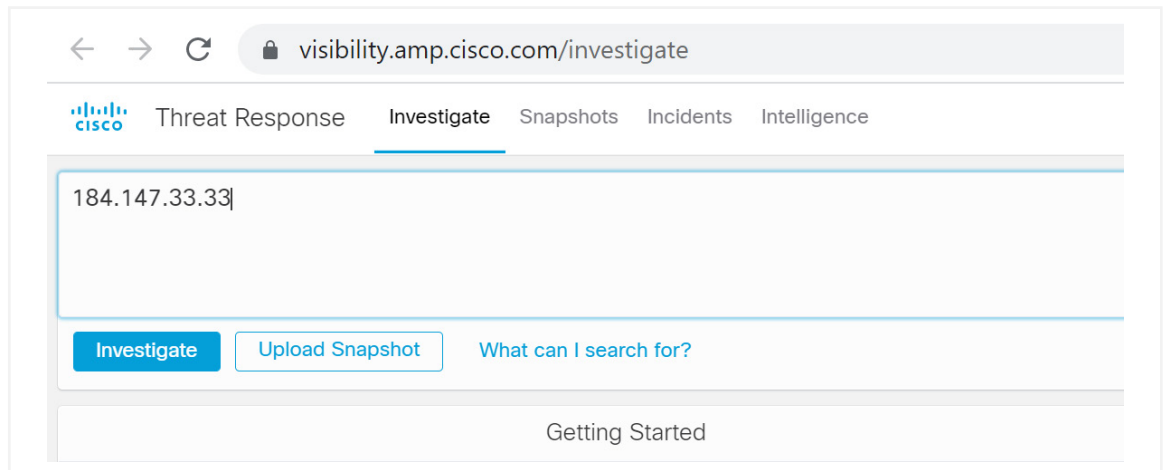 visibility.amp.cisco.com/investigate
cisco Threat Response Investigate Snapshots Incidents Intelligence
184.147.33.33
Investigate Upload Snapshot What can I search for?
Getting Started